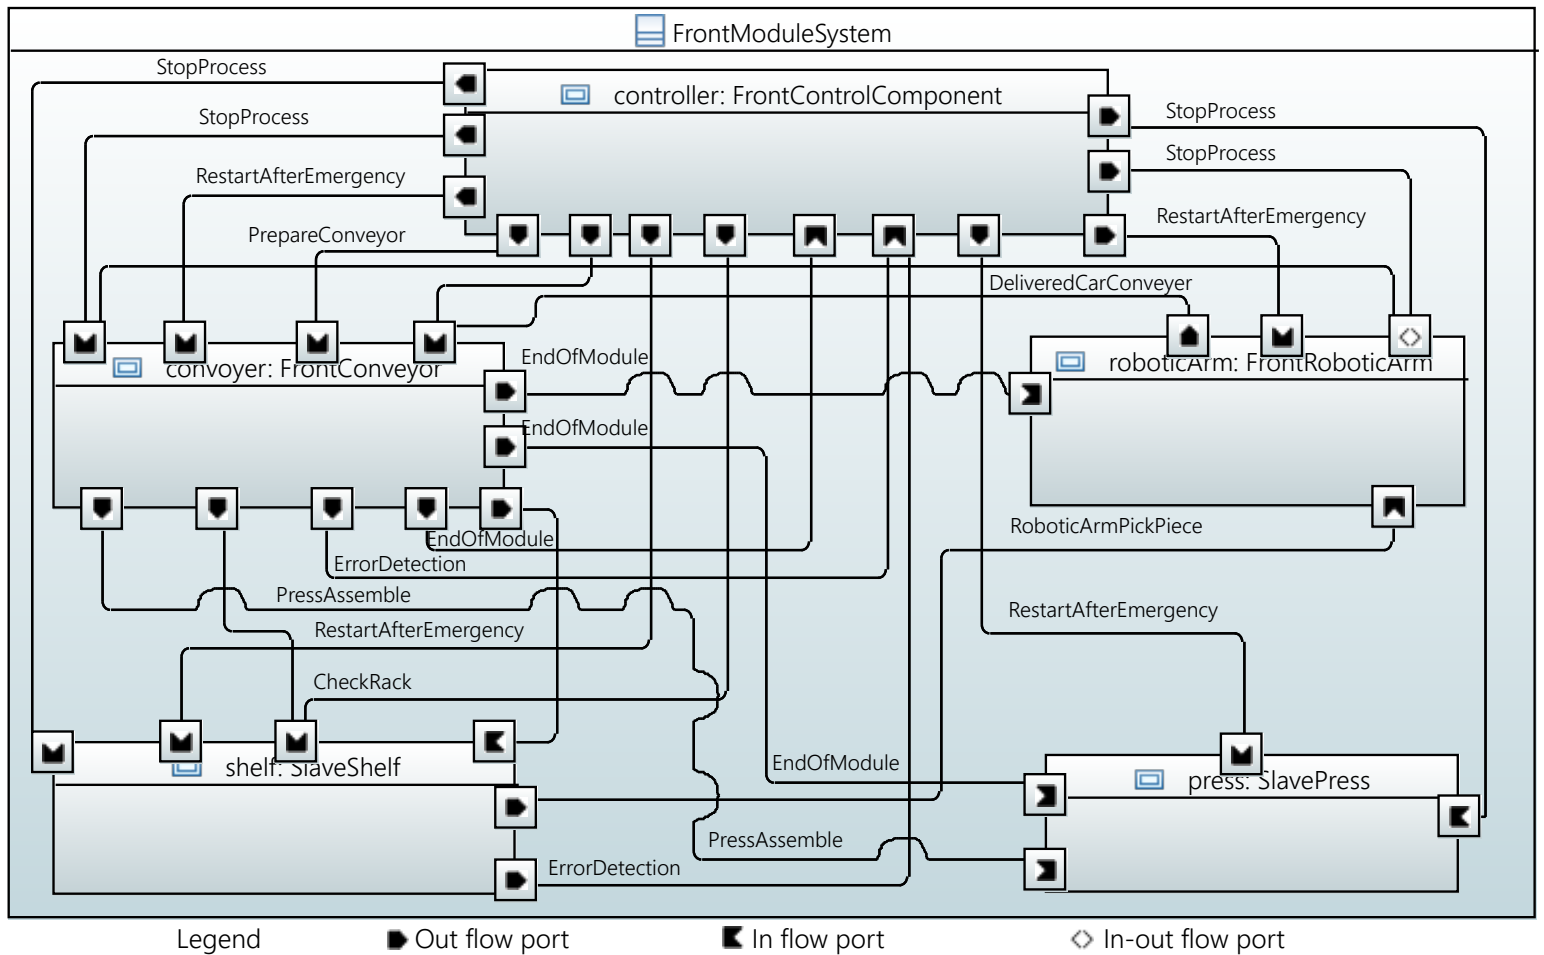 FrontModuleSystem
StopProcess
controller: FrontControlComponent
StopProcess
StopProcess
StopProcess
RestartAfterEmergency
RestartAfterEmergency
PrepareConveyor
DeliveredCarConveyer
EndOfModule
convoyer: FrontConveyor
roboticArm: FrontRoboticArm
EndOfModule
EndOfModule
RoboticArmPickPiece
ErrorDetection
PressAssemble
RestartAfterEmergency
RestartAfterEmergency
CheckRack
shelf: SlaveShelf
EndOfModule
press: SlavePress
PressAssemble
ErrorDetection
Legend
Out flow port
In flow port
In-out flow port